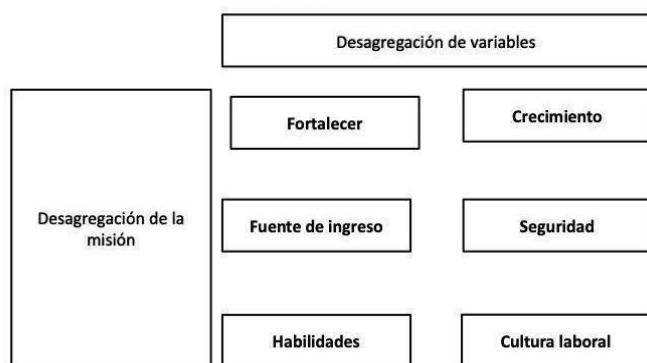 Desagregación de variables
Fortalecer
Crecimiento
Desagregación de la
misión
Fuente de ingreso
Seguridad
Habilidades
Cultura laboral